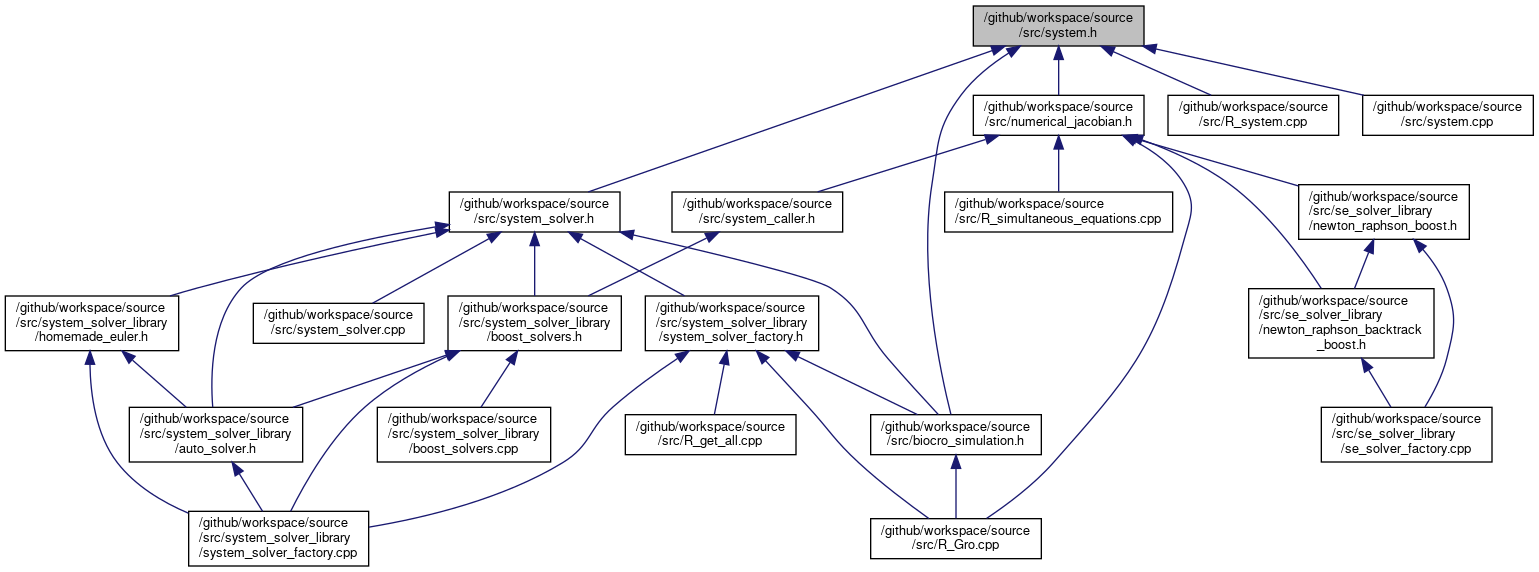 /github/workspace/source
/src/system.h
/github/workspace/source
/src/numerical_jacobian.h
/github/workspace/source
/src/R_system.cpp
/github/workspace/source
/src/system.cpp
/github/workspace/source
/src/system_solver.h
/github/workspace/source
/src/system_caller.h
/github/workspace/source
/src/R_simultaneous_equations.cpp
/github/workspace/source
/src/se_solver_library
/newton_raphson_boost.h
/github/workspace/source
/src/system_solver_library
/homemade_euler.h
/github/workspace/source
/src/system_solver.cpp
/github/workspace/source
/src/system_solver_library
/boost_solvers.h
/github/workspace/source
/src/system_solver_library
/system_solver_factory.h
/github/workspace/source
/src/se_solver_library
/newton_raphson_backtrack
_boost.h
/github/workspace/source
/src/system_solver_library
/auto_solver.h
/github/workspace/source
/src/system_solver_library
/boost_solvers.cpp
/github/workspace/source
/src/R_get_all.cpp
/github/workspace/source
/src/biocro_simulation.h
/github/workspace/source
/src/se_solver_library
/se_solver_factory.cpp
/github/workspace/source
/src/system_solver_library
/system_solver_factory.cpp
/github/workspace/source
/src/R_Gro.cpp